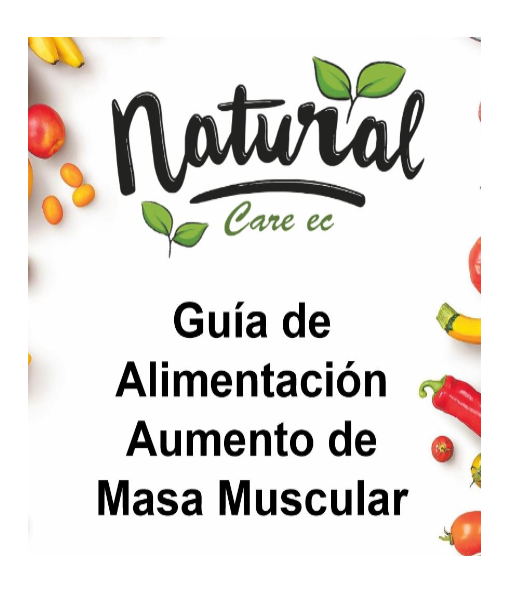 Natural
Care ec
Guía de
Alimentación
Aumento de
Masa Muscular